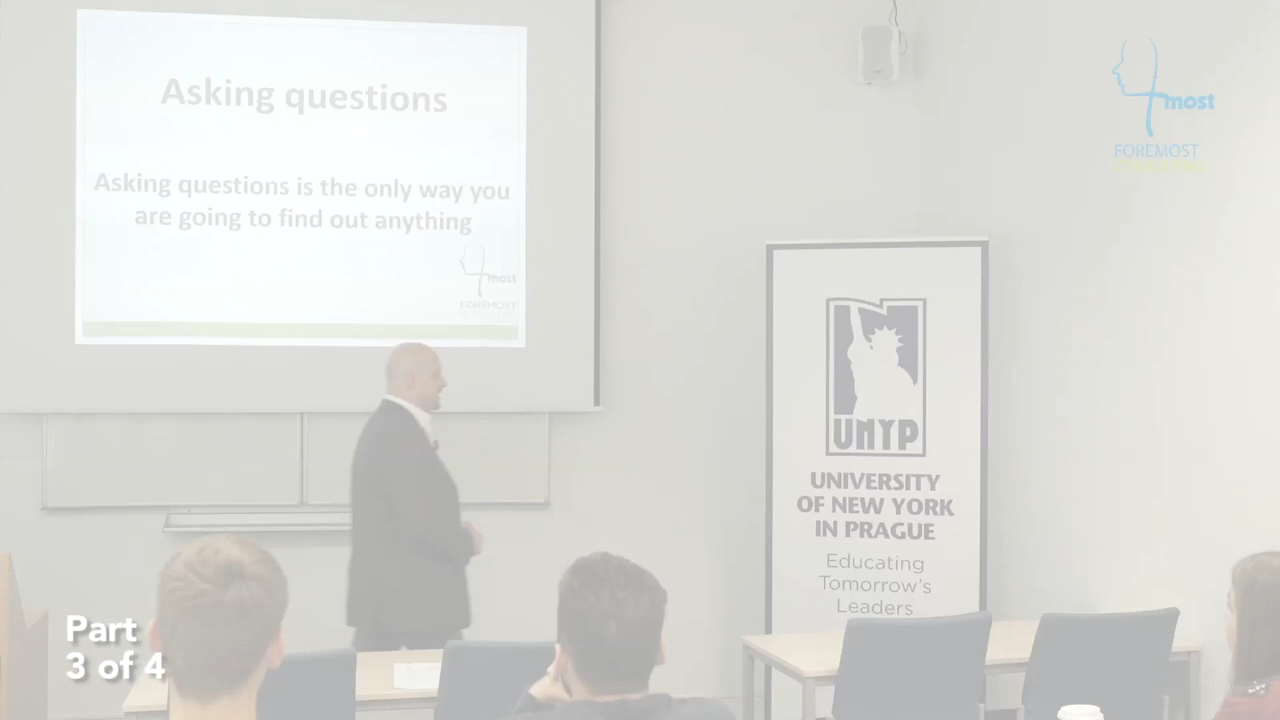 Asking questions
Asking questions is the only way you
are going to find out anything
most
FOREMOST
most
FOREMOST
UNYP
UNIVERSITY
OF NEW YORK
IN PRAGUE
Educating
Tomorrow's
Leaders
Part
3 of 4